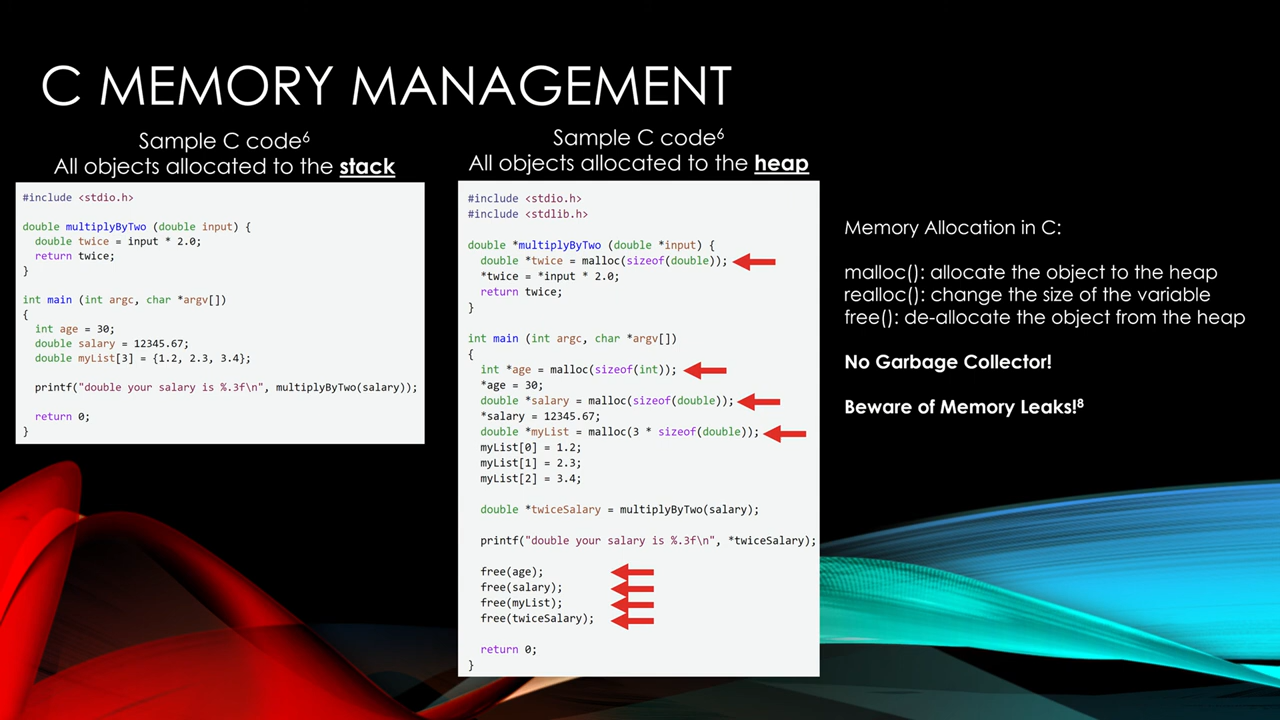 C MEMORY MANAGEMENT
Sample C code⁶
All objects allocated to the stack
#include <stdio.h>
double multiplyByTwo (double input) {
  double twice = input * 2.0;
  return twice;
}
int main (int argc, char *argv[])
{
  int age = 30;
  double salary = 12345.67;
  double myList[3] = {1.2, 2.3, 3.4};
  printf("double your salary is %.3f\n", multiplyByTwo(salary));
  return 0;
}
Sample C code⁶
All objects allocated to the heap
#include <stdio.h>
#include <stdlib.h>
double *multiplyByTwo (double *input) {
  double *twice = malloc(sizeof(double));
  *twice = *input * 2.0;
  return twice;
}
int main (int argc, char *argv[])
{
  int *age = malloc(sizeof(int));
  *age = 30;
  double *salary = malloc(sizeof(double));
  *salary = 12345.67;
  double *myList = malloc(3 * sizeof(double));
  myList[0] = 1.2;
  myList[1] = 2.3;
  myList[2] = 3.4;
  double *twiceSalary = multiplyByTwo(salary);
  printf("double your salary is %.3f\n", *twiceSalary);
  free(age);
  free(salary);
  free(myList);
  free(twiceSalary);
  return 0;
}
Memory Allocation in C:
malloc(): allocate the object to the heap
realloc(): change the size of the variable
free(): de-allocate the object from the heap
No Garbage Collector!
Beware of Memory Leaks!⁸